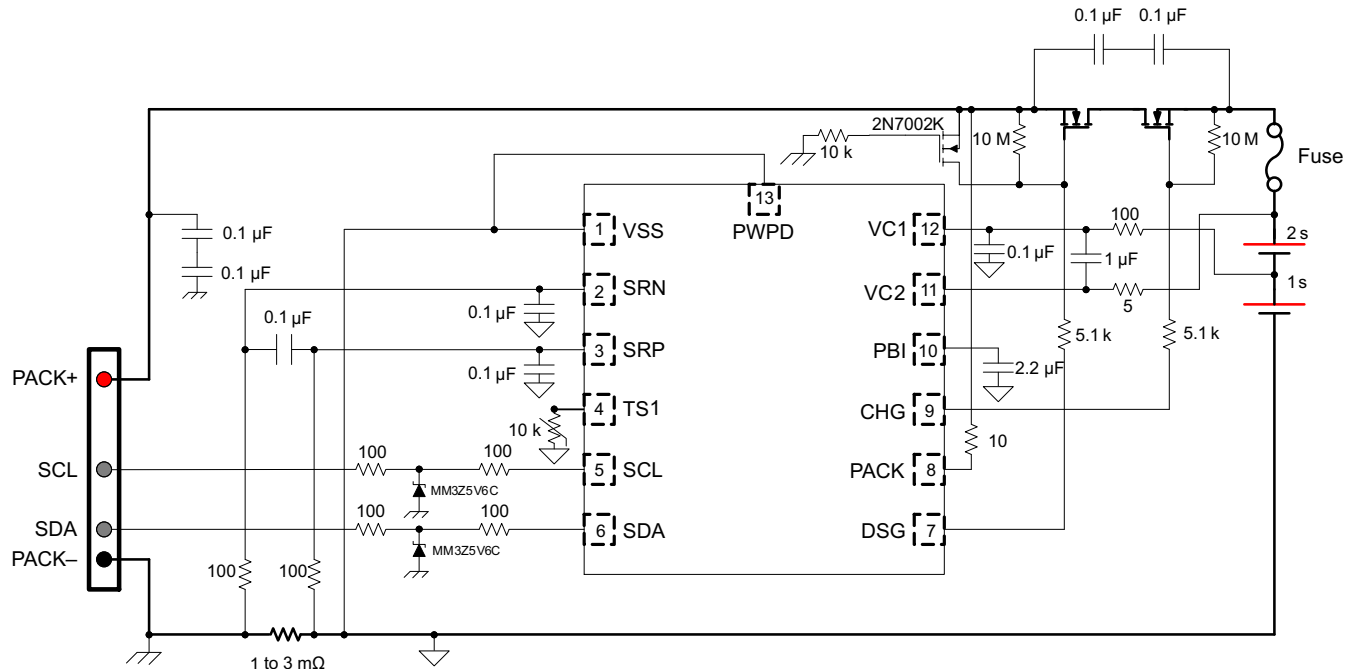 0.1 µF
0.1 µF
2N7002K
10 k
10 M
10 M
Fuse
13
PWPD
0.1 µF
0.1 µF
1
VSS
VC1
12
0.1 µF
100
1 µF
2 s
1 s
2
SRN
VC2
11
5
0.1 µF
0.1 µF
3
SRP
PBI
10
2.2 µF
5.1 k
5.1 k
0.1 µF
PACK+
4
TS1
CHG
9
10 k
10
SCL
100
100
MM3Z5V6C
5
SCL
PACK
8
SDA
100
100
MM3Z5V6C
6
SDA
DSG
7
PACK–
100
100
1 to 3 mΩ